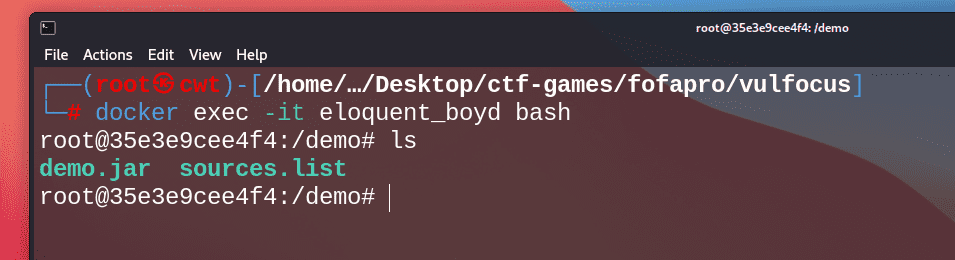 root@35e3e9cee4f4: /demo
File Actions Edit View Help
┌──(root㉿cwt)-[/home/…/Desktop/ctf-games/fofapro/vulfocus]
└─# docker exec -it eloquent_boyd bash
root@35e3e9cee4f4:/demo# ls
demo.jar  sources.list
root@35e3e9cee4f4:/demo#